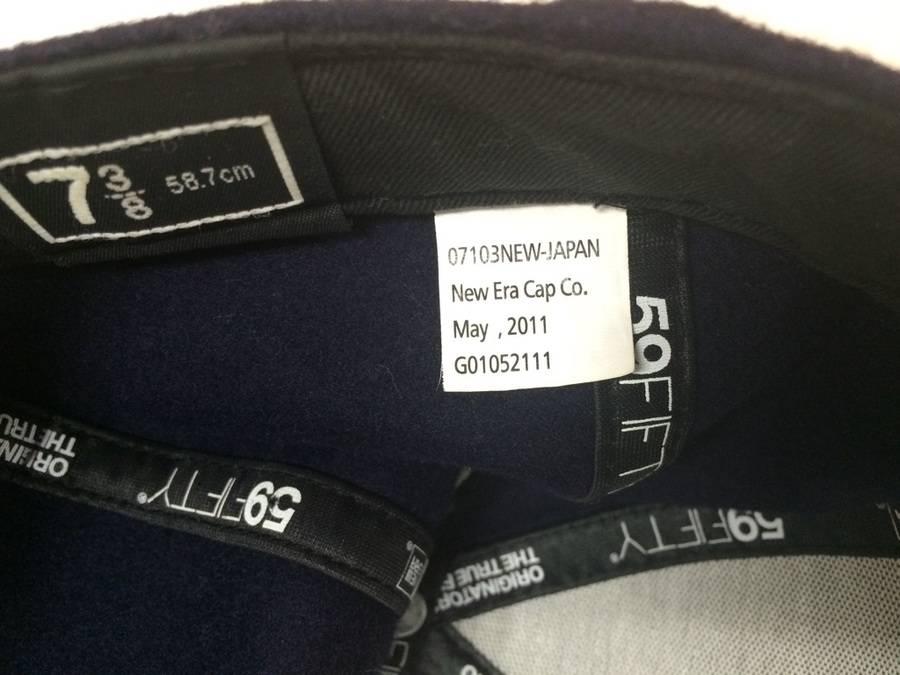 7 3/8 58.7cm
07103NEW-JAPAN
New Era Cap Co.
May , 2011
G01052111
59FIFTY
ORIGINA
THE TRUE
59FIFTY®
59FIFTY
ORIGINATOR
THE TRUE